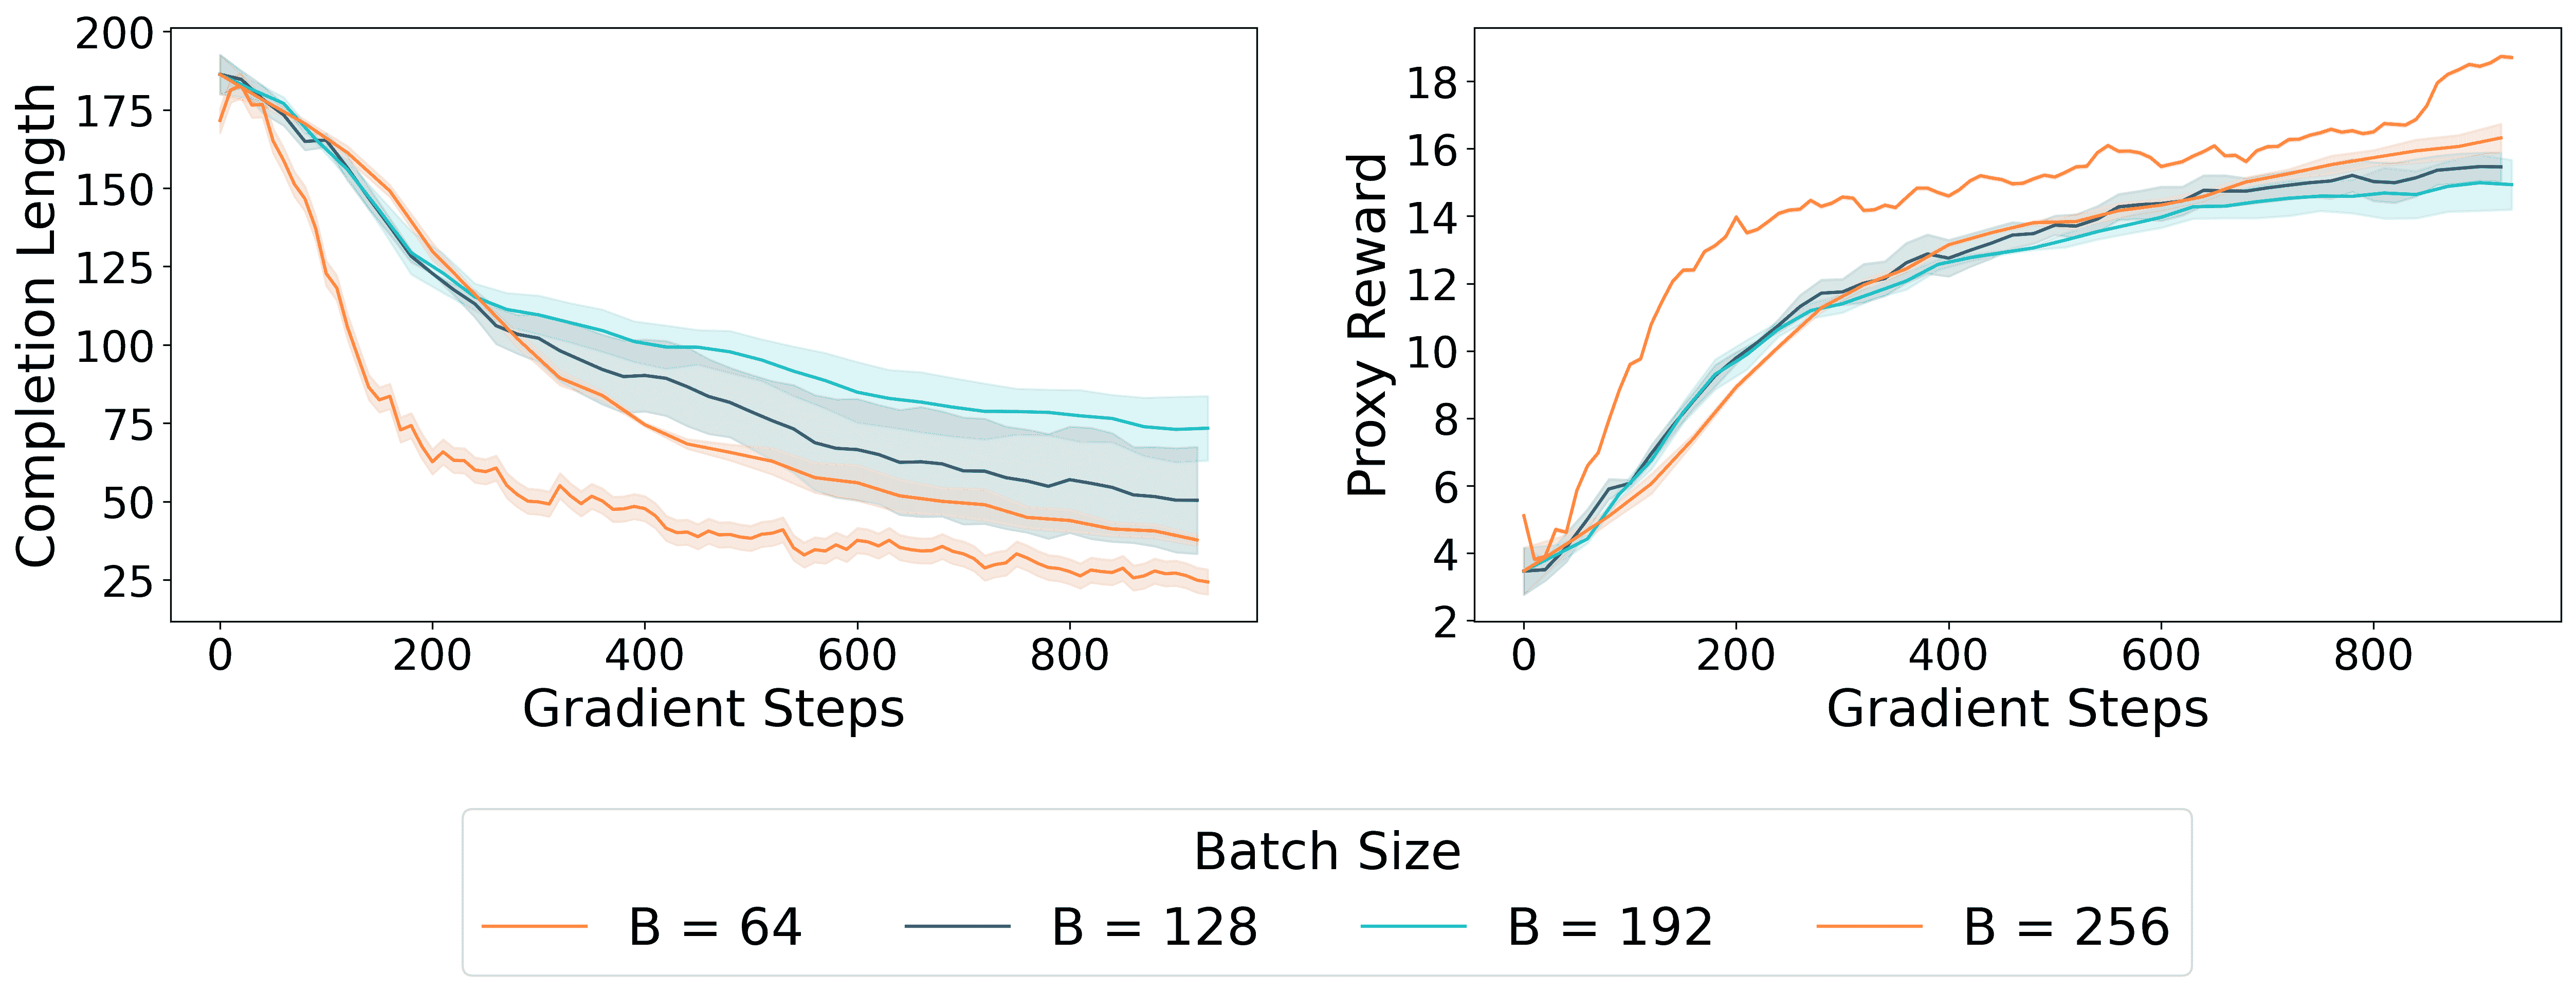 Completion Length
200
175
150
125
100
75
50
25
0 200 400 600 800
Gradient Steps
Proxy Reward
18
16
14
12
10
8
6
4
2
0 200 400 600 800
Gradient Steps
Batch Size
B = 64 B = 128 B = 192 B = 256